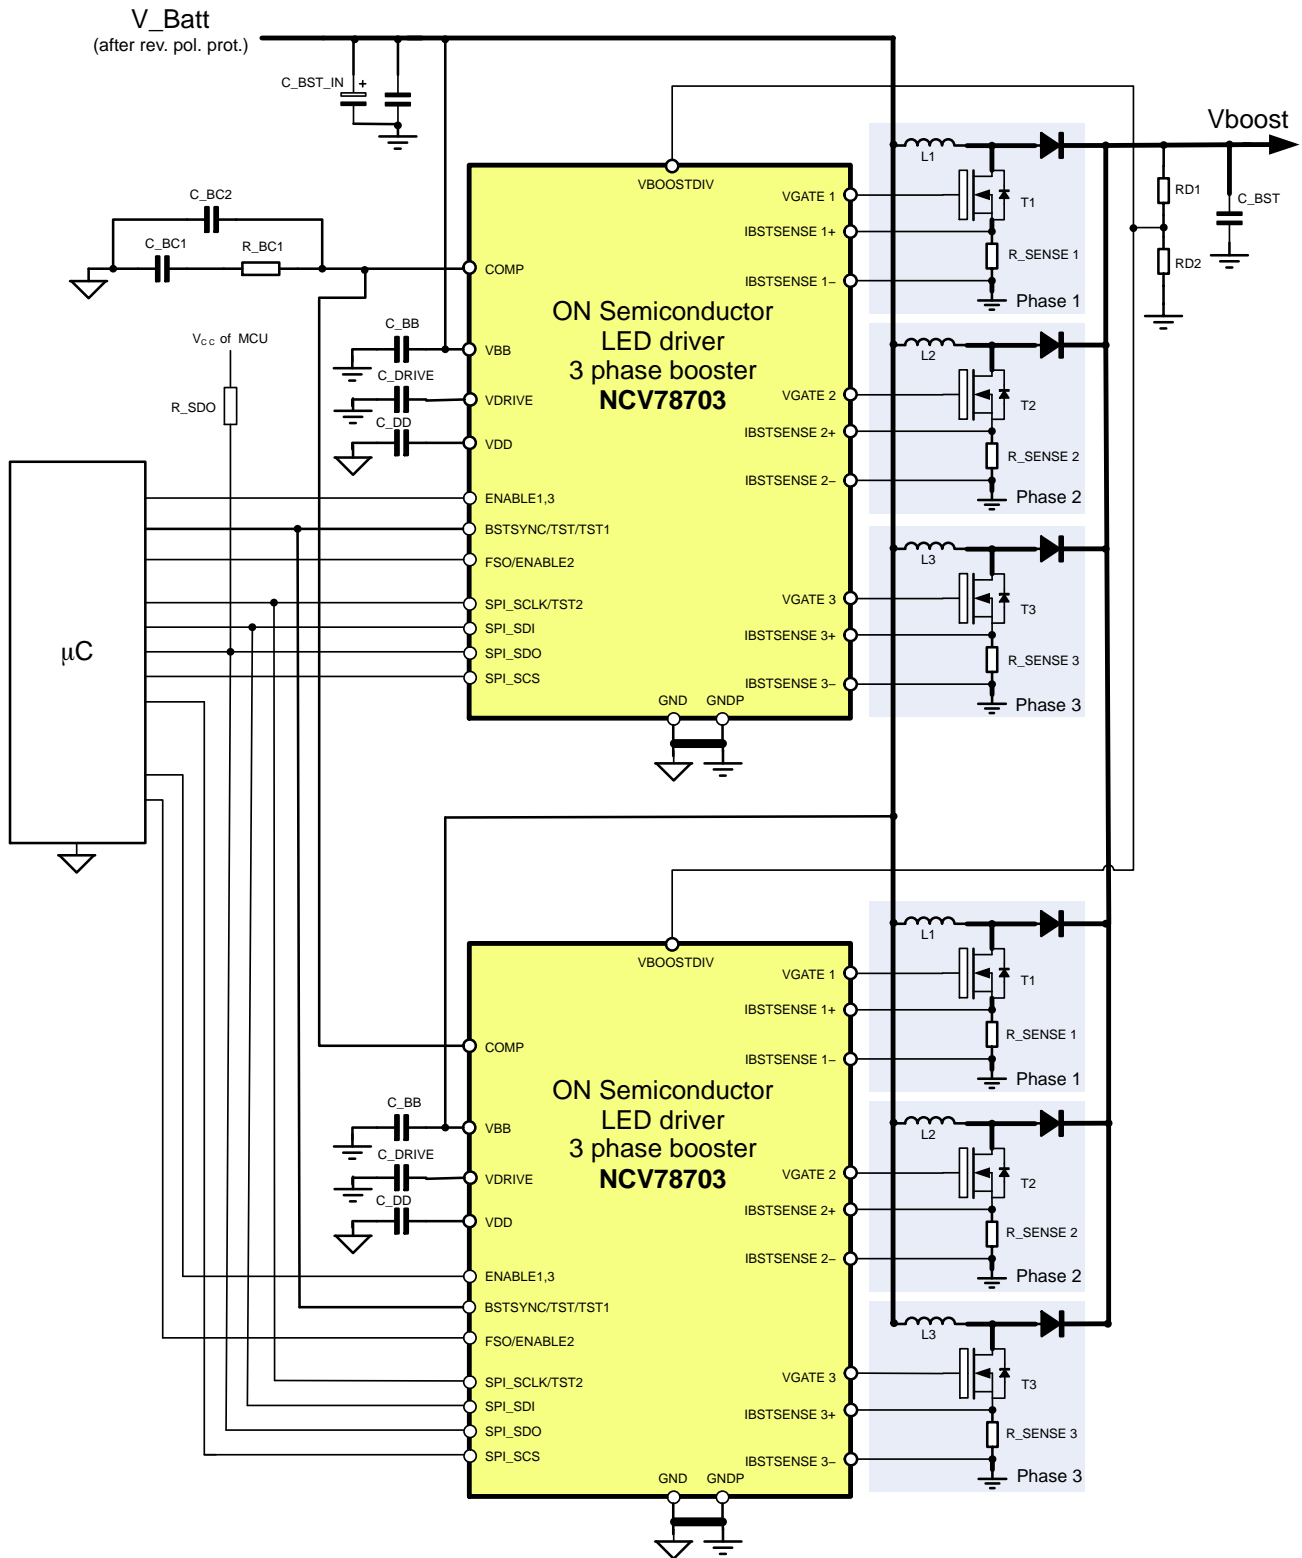 V_Batt
(after rev. pol. prot.)
C_BST_IN +
Vboost
L1
VBOOSTDIV
VGATE 1
T1
RD1
C_BST
C_BC2
IBSTSENSE 1+
C_BC1
R_BC1
R_SENSE 1
RD2
COMP
IBSTSENSE 1–
Phase 1
ON Semiconductor
LED driver
3 phase booster
NCV78703
C_BB
VCC of MCU
VBB
L2
C_DRIVE
VDRIVE
VGATE 2
T2
R_SDO
C_DD
VDD
IBSTSENSE 2+
R_SENSE 2
IBSTSENSE 2–
Phase 2
ENABLE1,3
BSTSYNC/TST/TST1
FSO/ENABLE2
L3
SPI_SCLK/TST2
VGATE 3
T3
SPI_SDI
IBSTSENSE 3+
µC
SPI_SDO
R_SENSE 3
SPI_SCS
IBSTSENSE 3–
GND
GNDP
Phase 3
L1
VBOOSTDIV
VGATE 1
T1
IBSTSENSE 1+
R_SENSE 1
COMP
IBSTSENSE 1–
Phase 1
ON Semiconductor
LED driver
3 phase booster
NCV78703
C_BB
VBB
L2
C_DRIVE
VDRIVE
VGATE 2
T2
C_DD
VDD
IBSTSENSE 2+
R_SENSE 2
IBSTSENSE 2–
Phase 2
ENABLE1,3
BSTSYNC/TST/TST1
FSO/ENABLE2
L3
SPI_SCLK/TST2
VGATE 3
T3
SPI_SDI
IBSTSENSE 3+
SPI_SDO
R_SENSE 3
SPI_SCS
IBSTSENSE 3–
GND
GNDP
Phase 3